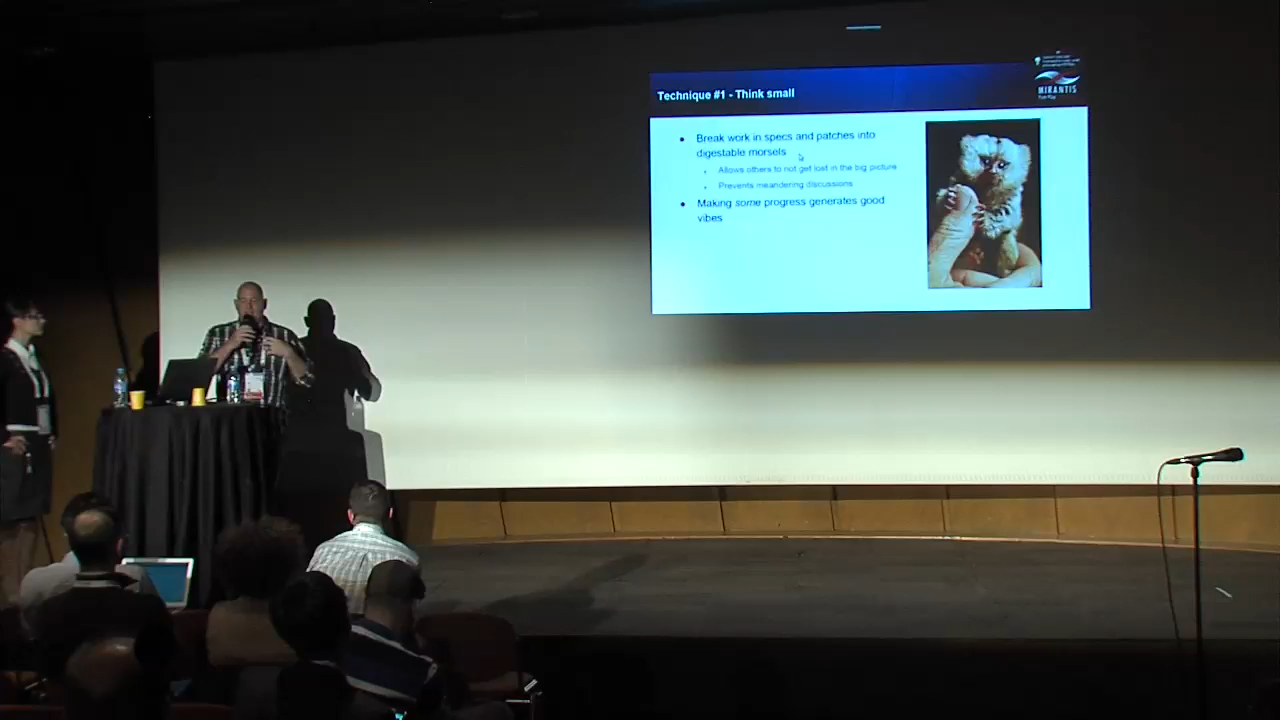 Technique #1 - Think small
MIRANTIS
Break work in specs and patches into
digestable morsels
Allows others to not get lost in the big picture
Prevents meandering discussions
Making some progress generates good
vibes